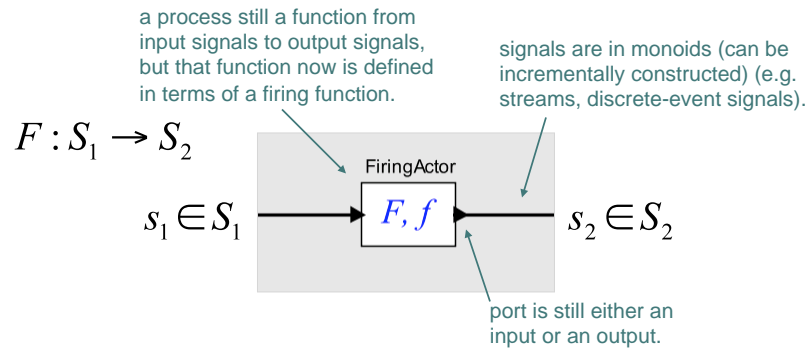 a process still a function from
input signals to output signals,
but that function now is defined
in terms of a firing function.
signals are in monoids (can be
incrementally constructed) (e.g.
streams, discrete-event signals).
F : S₁ → S₂
FiringActor
s₁ ∈ S₁
F, f
s₂ ∈ S₂
port is still either an
input or an output.